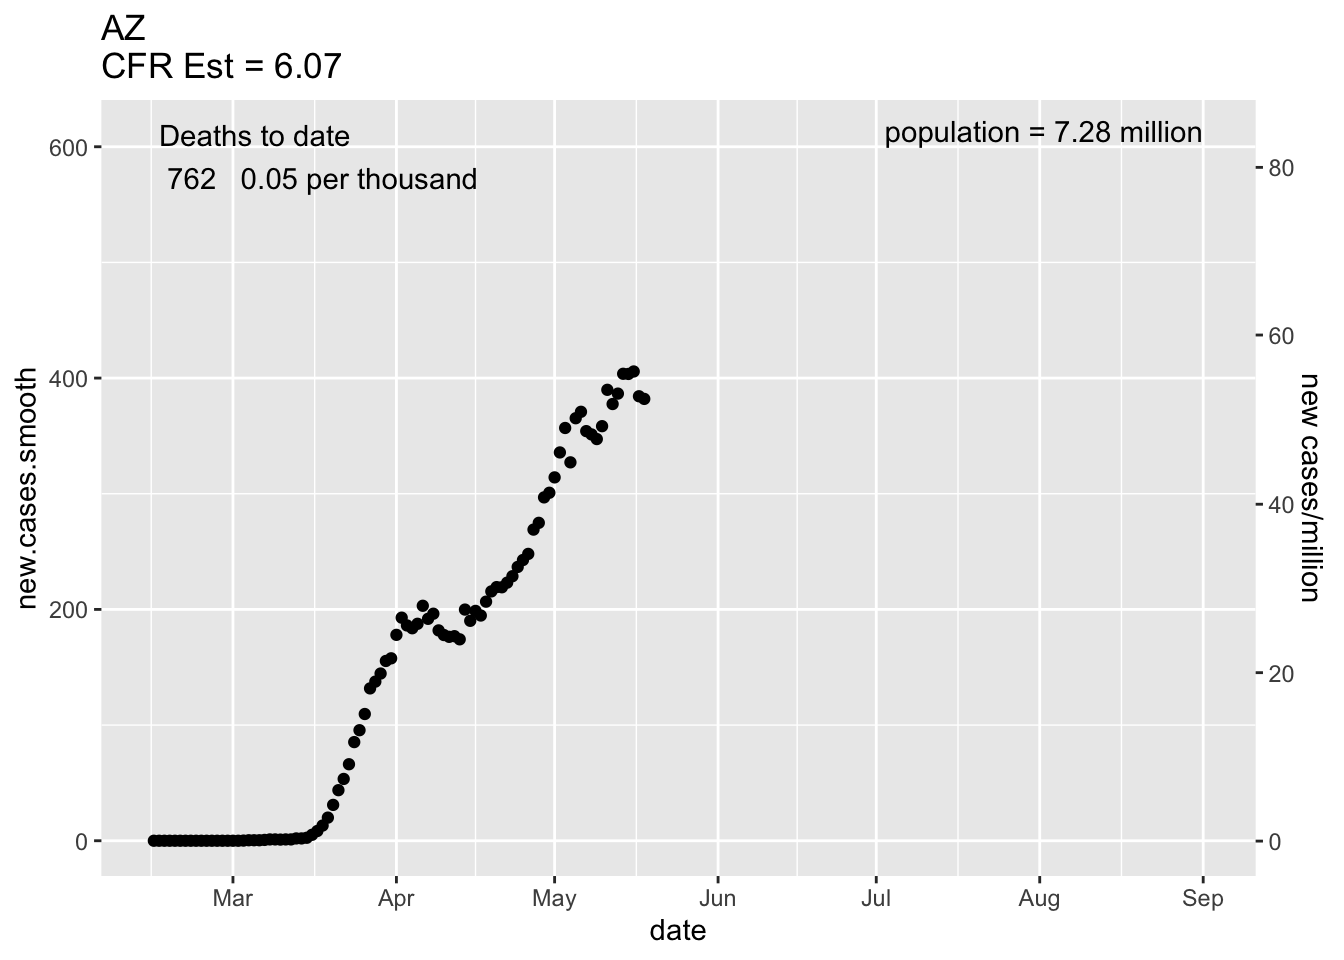 AZ
CFR Est = 6.07
Deaths to date
762 0.05 per thousand
population = 7.28 million
600
400
200
0
new.cases.smooth
80
60
40
20
0
new cases/million
Mar Apr May Jun Jul Aug Sep
date